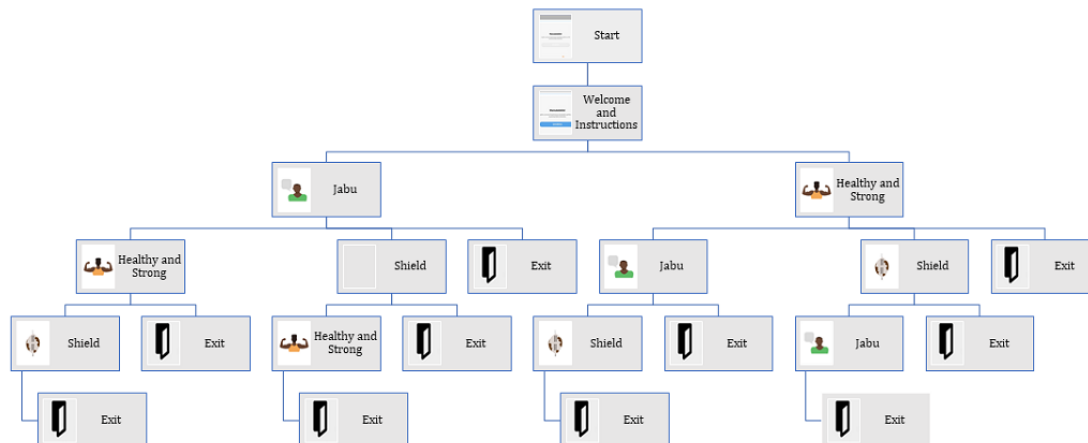 Start
Welcome
and
Instructions
Jabu
Healthy and
Strong
Healthy and
Strong
Shield
Exit
Jabu
Shield
Exit
Shield
Exit
Healthy and
Strong
Exit
Shield
Exit
Jabu
Exit
Exit
Exit
Exit
Exit